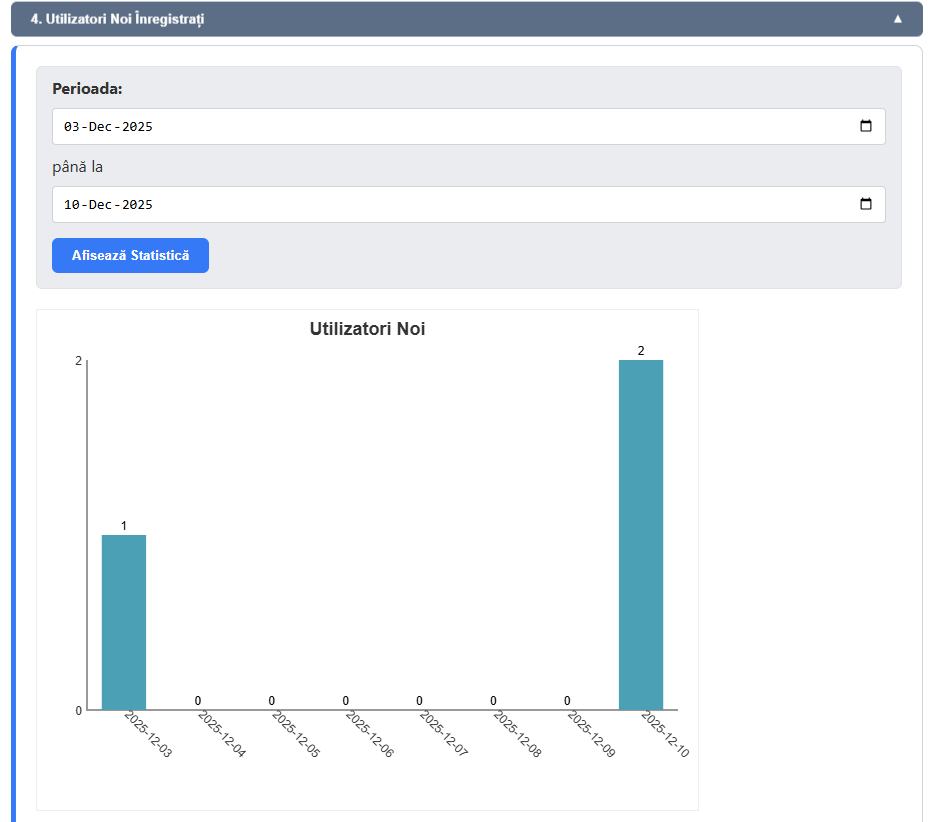 4. Utilizatori Noi Înregistrați
▲
Perioada:
03-Dec-2025
până la
10-Dec-2025
Afisează Statistică
Utilizatori Noi
2
2
1
0 0 0 0 0 0
0
2025-12-03 2025-12-04 2025-12-05 2025-12-06 2025-12-07 2025-12-08 2025-12-09 2025-12-10